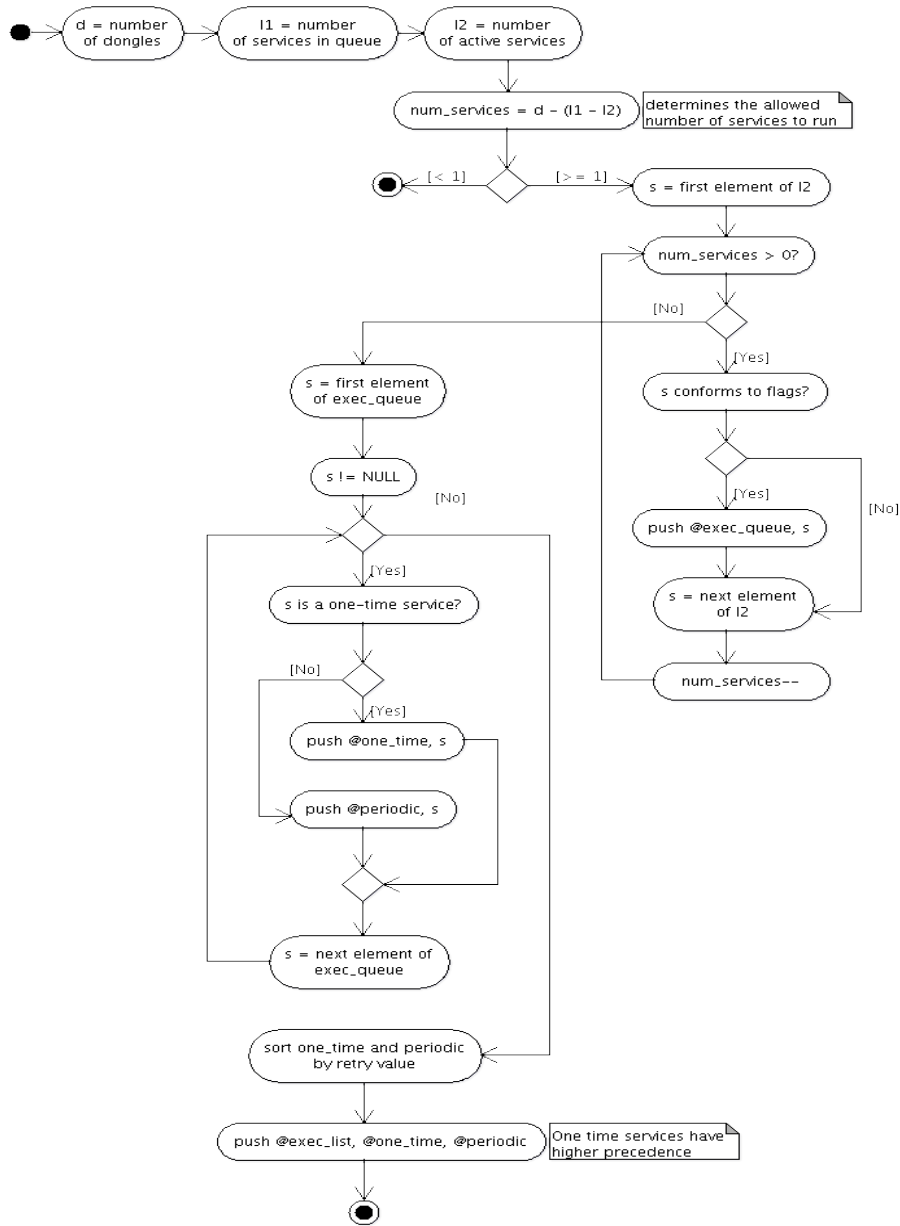 d = number
of dongles
l1 = number
of services in queue
l2 = number
of active services
num_services = d - (l1 - l2)
determines the allowed
number of services to run
[< 1]
[>= 1]
s = first element of l2
num_services > 0?
[No]
[Yes]
s = first element
of exec_queue
s conforms to flags?
s != NULL
[No]
[Yes]
[No]
push @exec_queue, s
[Yes]
s is a one-time service?
s = next element
of l2
[No]
num_services--
[Yes]
push @one_time, s
push @periodic, s
s = next element of
exec_queue
sort one_time and periodic
by retry value
push @exec_list, @one_time, @periodic
One time services have
higher precedence